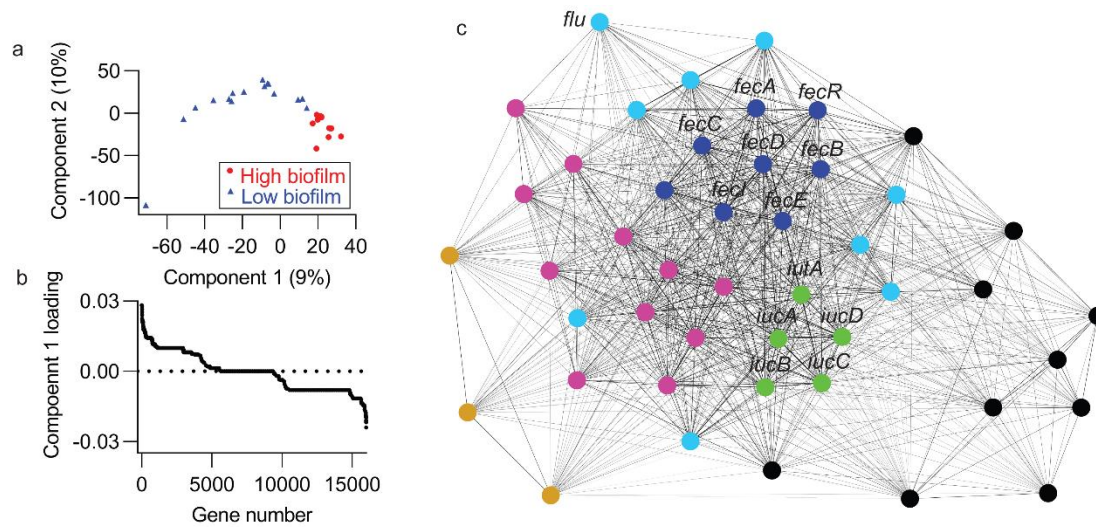 a
Component 2 (10%)
50
0
-50
-100
High biofilm
Low biofilm
-60 -40 -20 0 20 40
Component 1 (9%)
b
Compoennt 1 loading
0.03
0.00
-0.03
0 5000 10000 15000
Gene number
c
flu
fecA
fecR
fecC
fecD
fecB
fecI
fecE
iutA
iucA
iucD
iucB
iucC